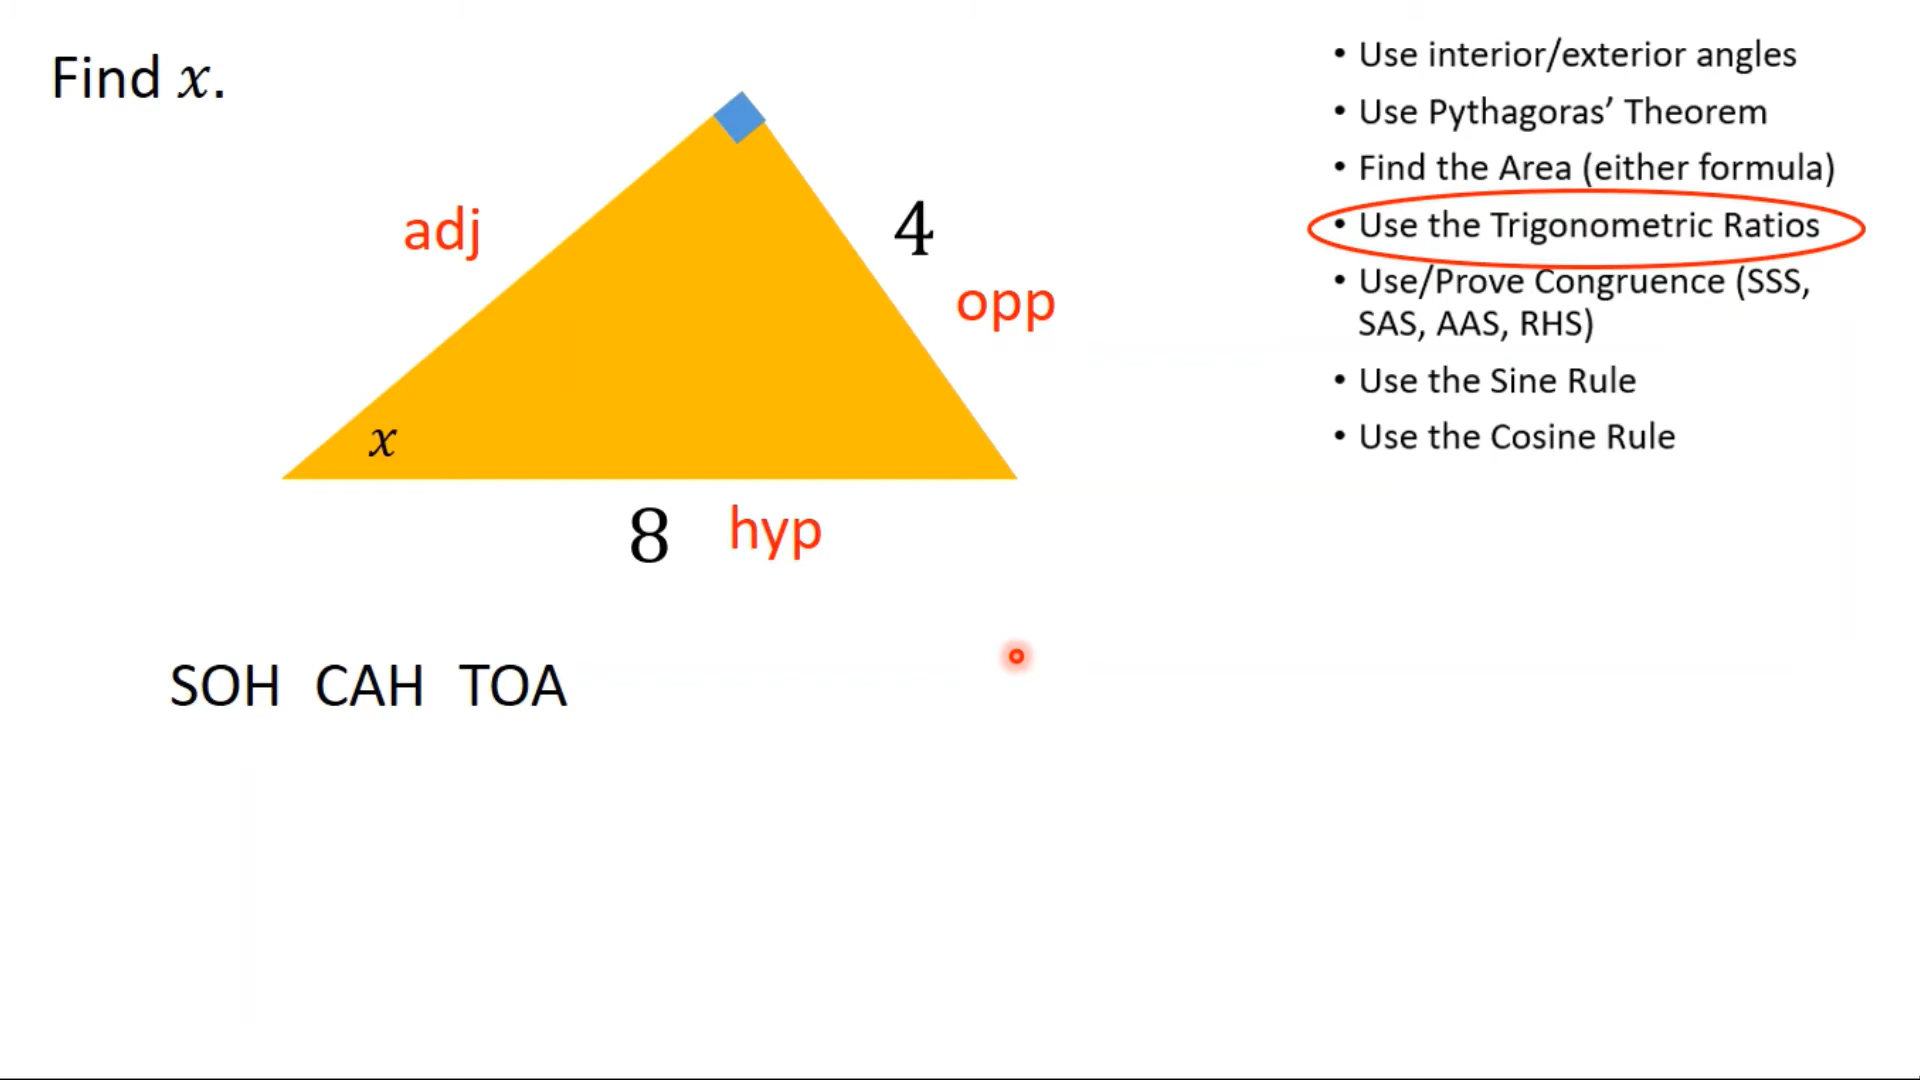 Find x.
adj
4
opp
x
8 hyp
SOH CAH TOA
• Use interior/exterior angles
• Use Pythagoras’ Theorem
• Find the Area (either formula)
• Use the Trigonometric Ratios
• Use/Prove Congruence (SSS,
SAS, AAS, RHS)
• Use the Sine Rule
• Use the Cosine Rule